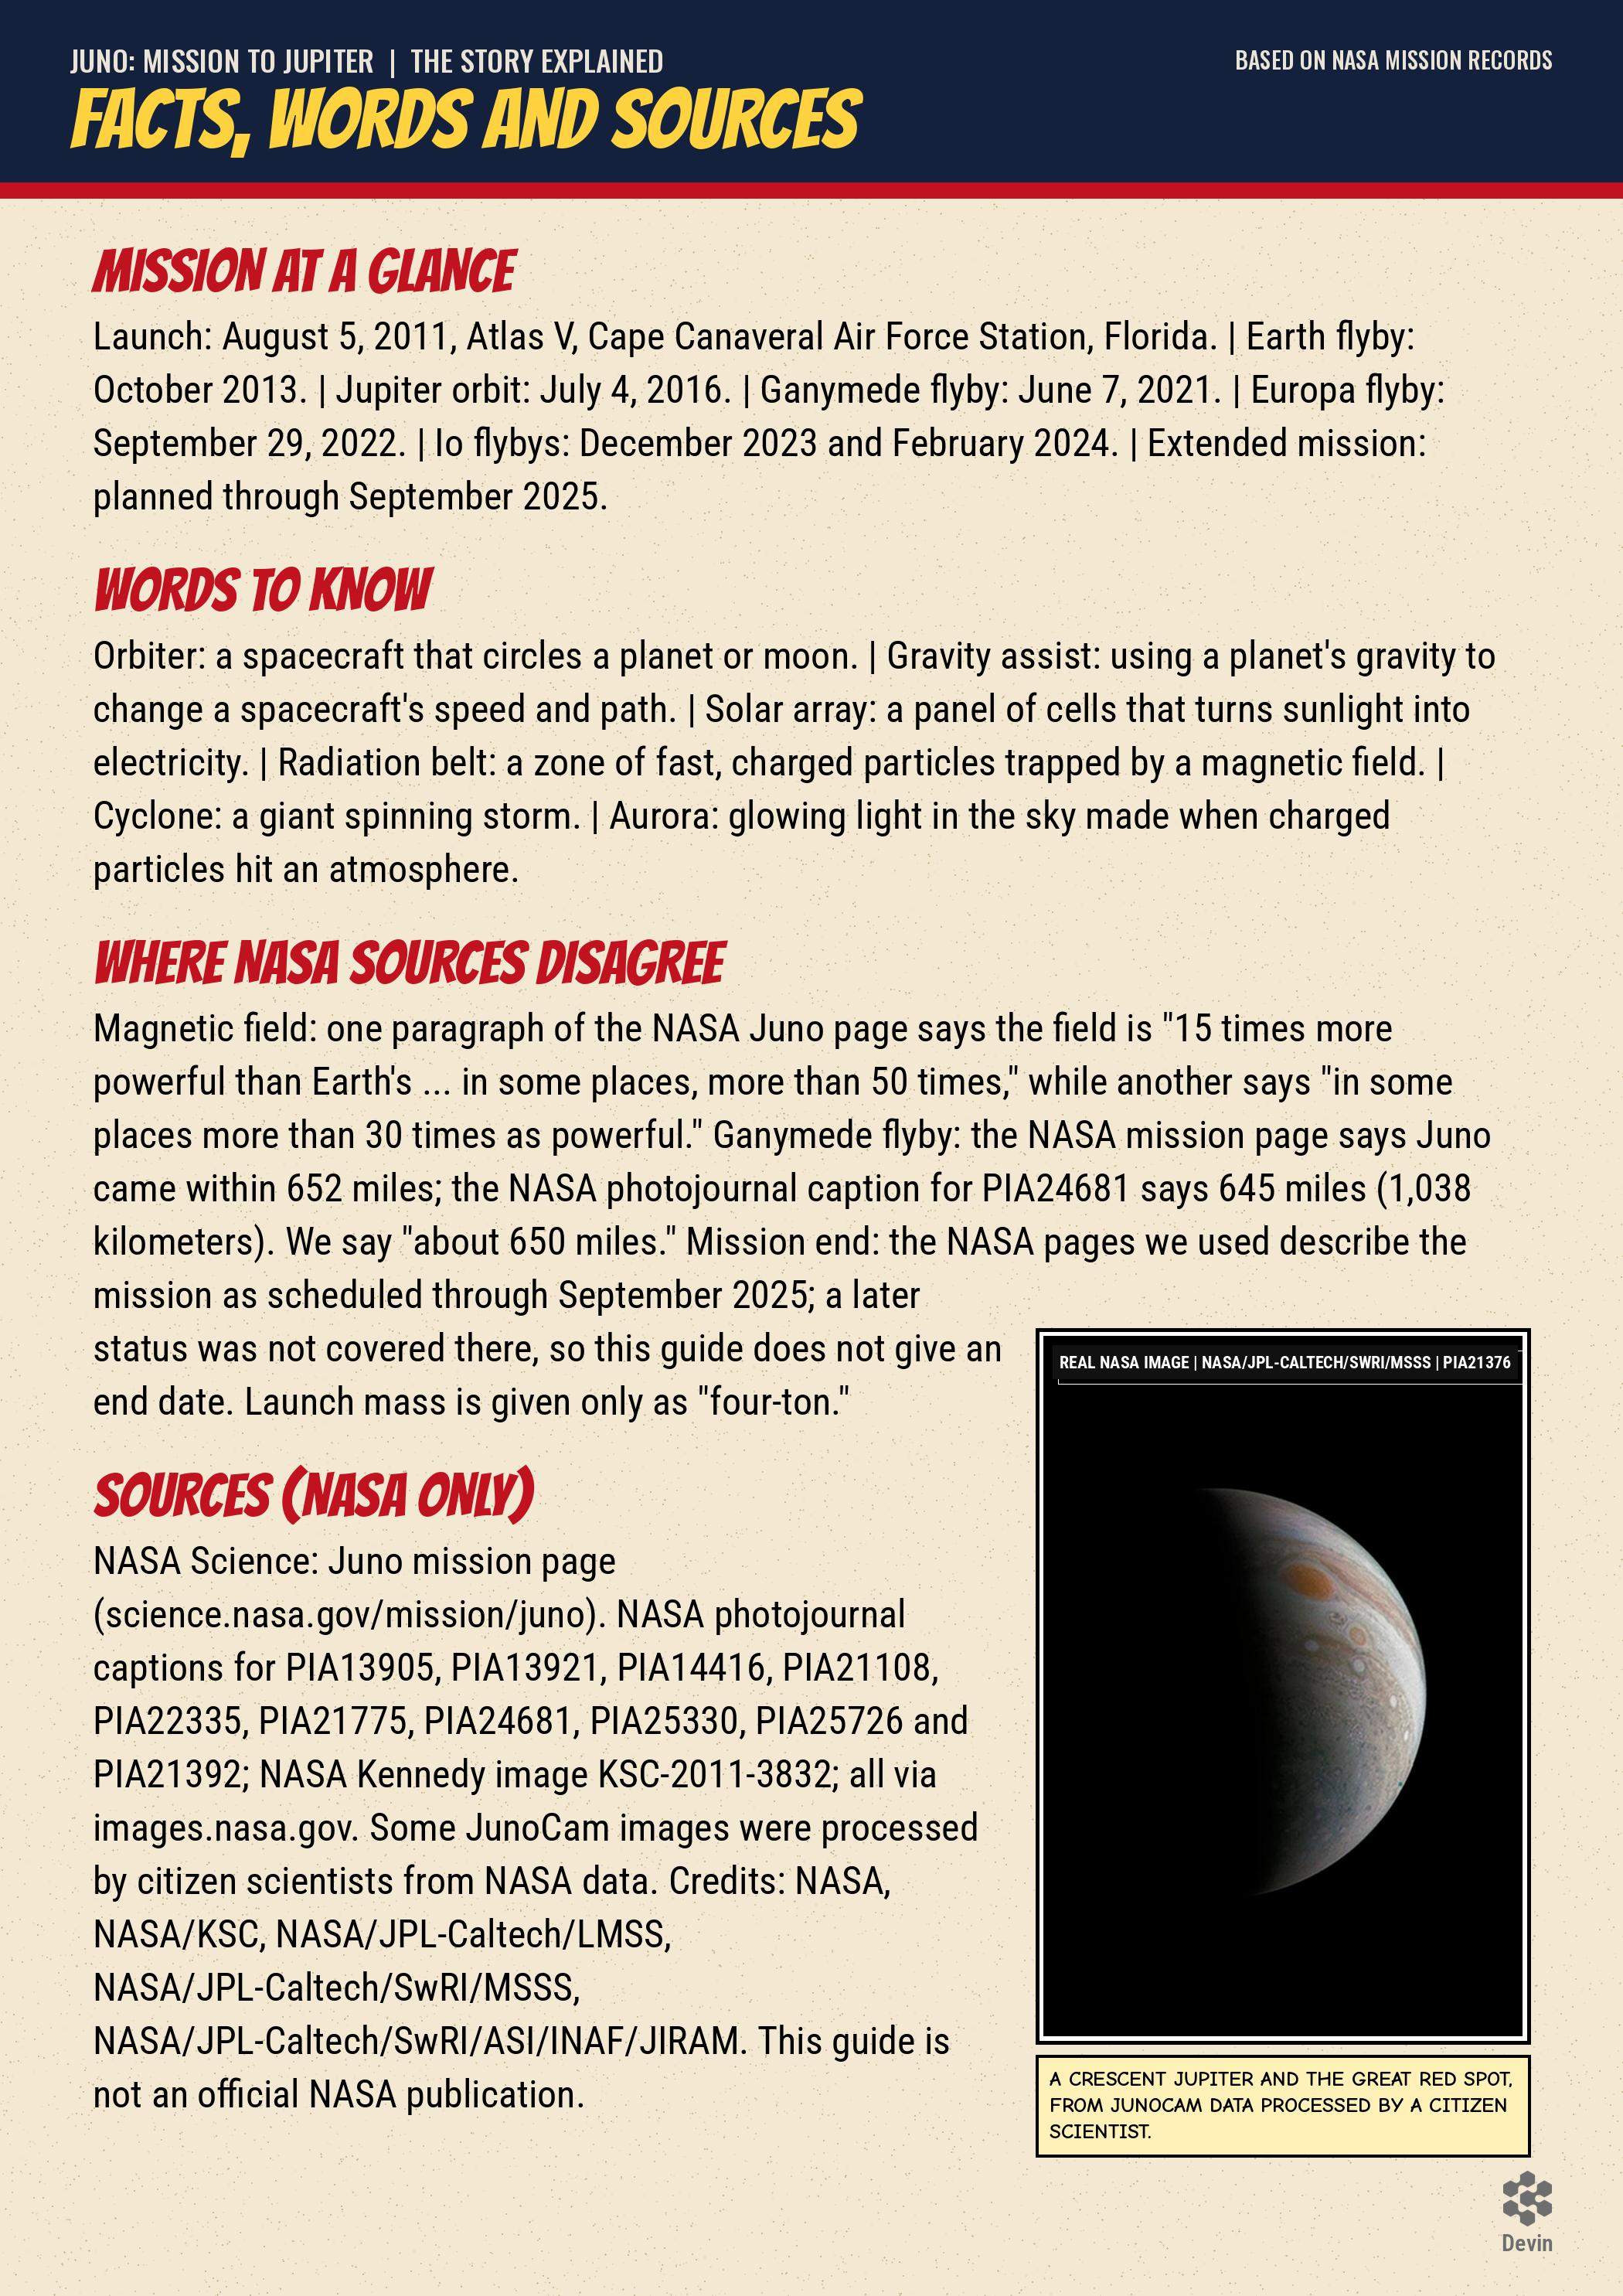 JUNO: MISSION TO JUPITER | THE STORY EXPLAINED
BASED ON NASA MISSION RECORDS
FACTS, WORDS AND SOURCES
MISSION AT A GLANCE
Launch: August 5, 2011, Atlas V, Cape Canaveral Air Force Station, Florida. | Earth flyby:
October 2013. | Jupiter orbit: July 4, 2016. | Ganymede flyby: June 7, 2021. | Europa flyby:
September 29, 2022. | Io flybys: December 2023 and February 2024. | Extended mission:
planned through September 2025.
WORDS TO KNOW
Orbiter: a spacecraft that circles a planet or moon. | Gravity assist: using a planet's gravity to
change a spacecraft's speed and path. | Solar array: a panel of cells that turns sunlight into
electricity. | Radiation belt: a zone of fast, charged particles trapped by a magnetic field. |
Cyclone: a giant spinning storm. | Aurora: glowing light in the sky made when charged
particles hit an atmosphere.
WHERE NASA SOURCES DISAGREE
Magnetic field: one paragraph of the NASA Juno page says the field is "15 times more
powerful than Earth's ... in some places, more than 50 times," while another says "in some
places more than 30 times as powerful." Ganymede flyby: the NASA mission page says Juno
came within 652 miles; the NASA photojournal caption for PIA24681 says 645 miles (1,038
kilometers). We say "about 650 miles." Mission end: the NASA pages we used describe the
mission as scheduled through September 2025; a later
status was not covered there, so this guide does not give an
end date. Launch mass is given only as "four-ton."
SOURCES (NASA ONLY)
NASA Science: Juno mission page
(science.nasa.gov/mission/juno). NASA photojournal
captions for PIA13905, PIA13921, PIA14416, PIA21108,
PIA22335, PIA21775, PIA24681, PIA25330, PIA25726 and
PIA21392; NASA Kennedy image KSC-2011-3832; all via
images.nasa.gov. Some JunoCam images were processed
by citizen scientists from NASA data. Credits: NASA,
NASA/KSC, NASA/JPL-Caltech/LMSS,
NASA/JPL-Caltech/SwRI/MSSS,
NASA/JPL-Caltech/SwRI/ASI/INAF/JIRAM. This guide is
not an official NASA publication.
REAL NASA IMAGE | NASA/JPL-CALTECH/SWRI/MSSS | PIA21376
A CRESCENT JUPITER AND THE GREAT RED SPOT,
FROM JUNOCAM DATA PROCESSED BY A CITIZEN
SCIENTIST.
Devin